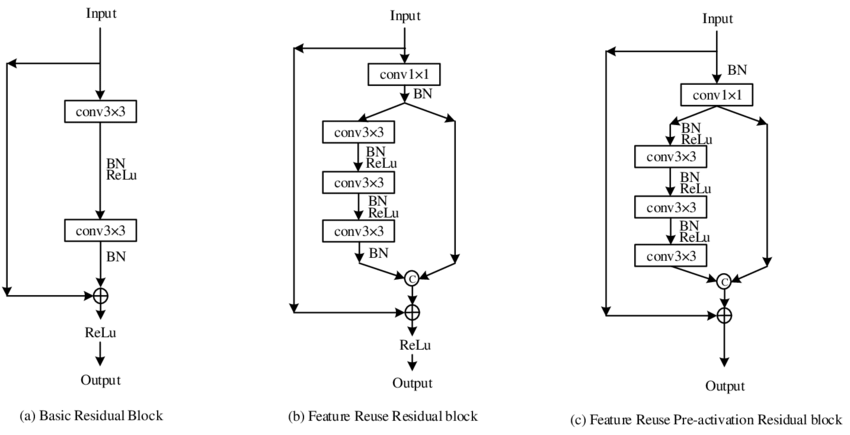 Input
conv3×3
BN
ReLu
conv3×3
BN
ReLu
Output
(a) Basic Residual Block
Input
conv1×1
BN
conv3×3
BN
ReLu
conv3×3
BN
ReLu
conv3×3
BN
C
ReLu
Output
(b) Feature Reuse Residual block
Input
BN
conv1×1
BN
ReLu
conv3×3
BN
ReLu
conv3×3
BN
ReLu
conv3×3
C
Output
(c) Feature Reuse Pre-activation Residual block